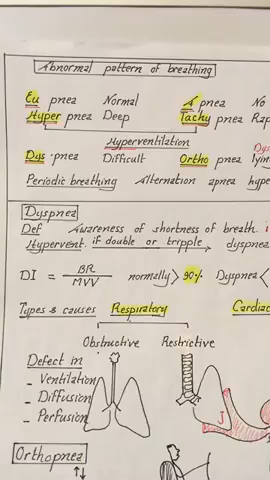 Abnormal pattern of breathing
Eu pnea Normal A pnea No
Hyper pnea Deep Tachy pnea Rap
Hyperventilation Dys
Dys.pnea Difficult Ortho pnea lyin
Periodic breathing Alternation apnea hype
Dyspnea
Def Awareness of shortness of breath.
Hypervent. if double or tripple → dyspnea
DI = BR / MVV normally > 90% Dyspnea <
Types & causes Respiratory Cardiac
Obstructive Restrictive
Defect in
- Ventilation
- Diffusion
- Perfusion
Orthopnea
↑↓